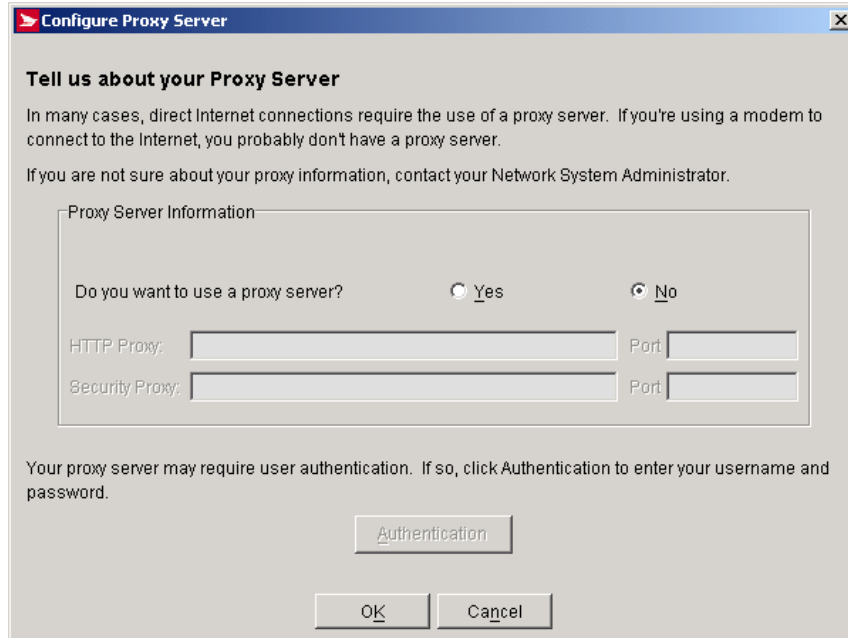 Configure Proxy Server
Tell us about your Proxy Server
In many cases, direct Internet connections require the use of a proxy server. If you're using a modem to
connect to the Internet, you probably don't have a proxy server.
If you are not sure about your proxy information, contact your Network System Administrator.
Proxy Server Information
Do you want to use a proxy server? Yes No
HTTP Proxy: Port
Security Proxy: Port
Your proxy server may require user authentication. If so, click Authentication to enter your username and
password.
Authentication
OK Cancel